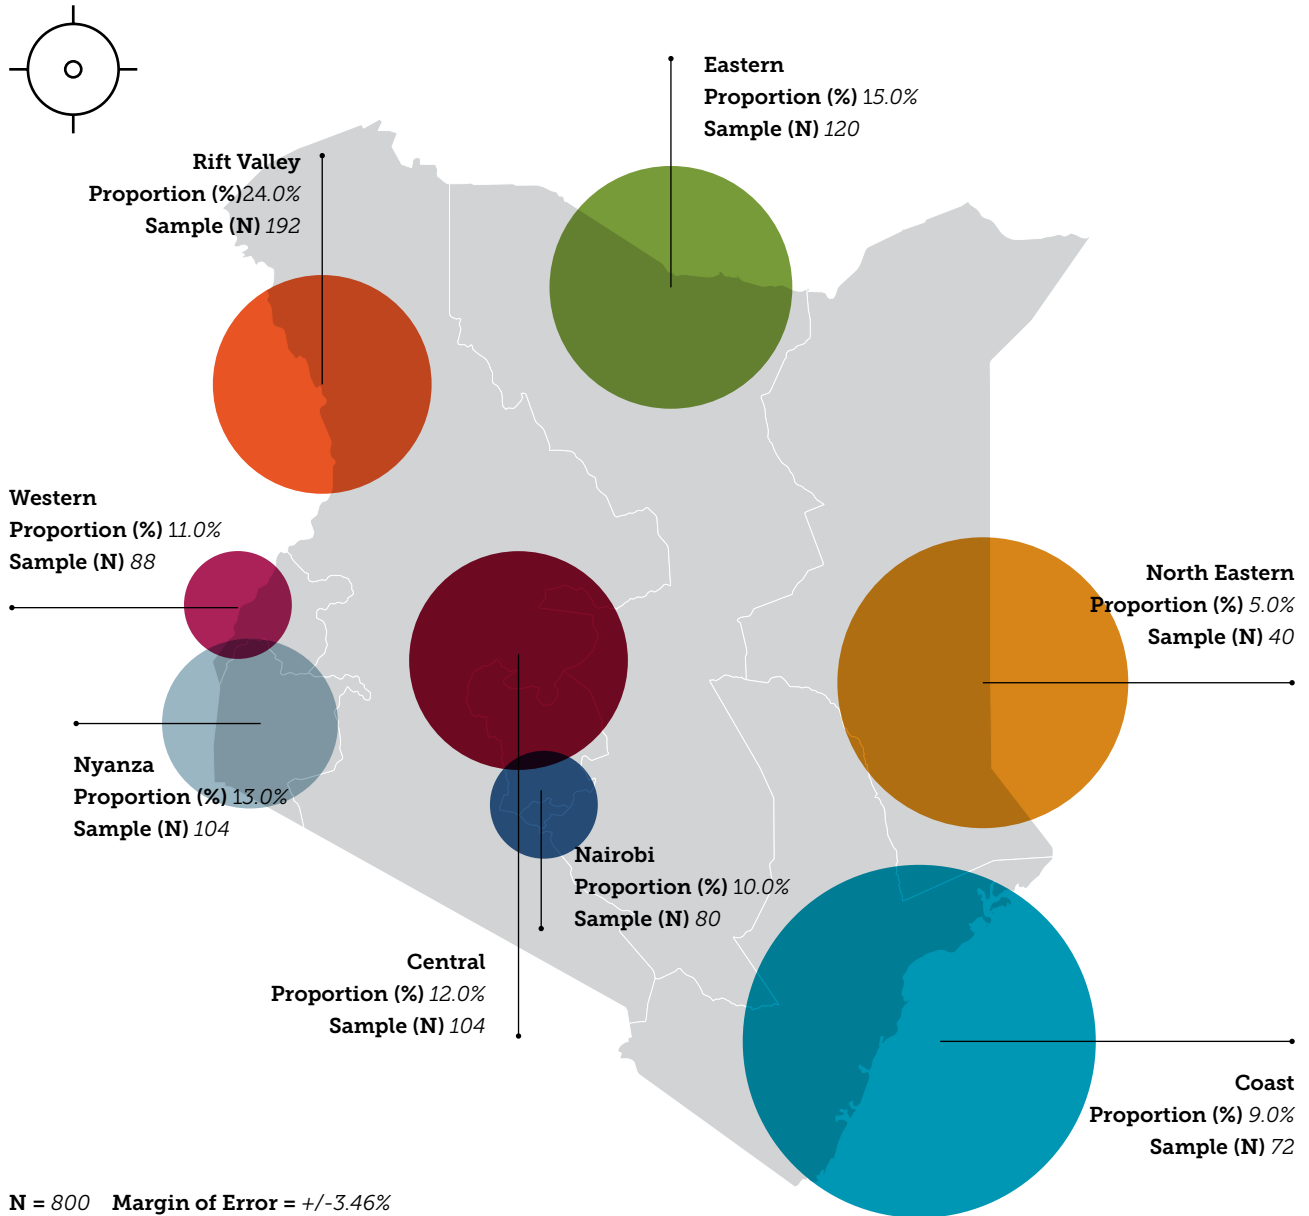 Eastern
Proportion (%) 15.0%
Sample (N) 120
Rift Valley
Proportion (%)24.0%
Sample (N) 192
Western
Proportion (%) 11.0%
Sample (N) 88
North Eastern
Proportion (%) 5.0%
Sample (N) 40
Nyanza
Proportion (%) 13.0%
Sample (N) 104
Nairobi
Proportion (%) 10.0%
Sample (N) 80
Central
Proportion (%) 12.0%
Sample (N) 104
Coast
Proportion (%) 9.0%
Sample (N) 72
N = 800 Margin of Error = +/-3.46%